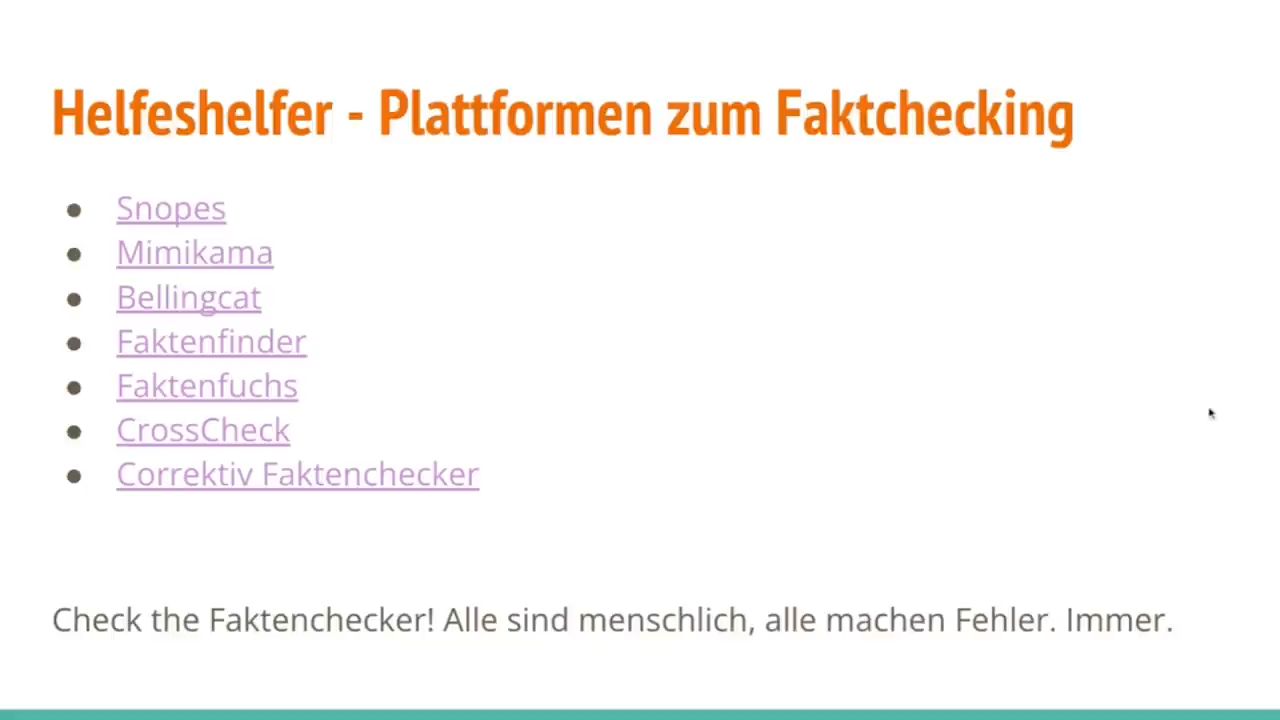 Helfeshelfer - Plattformen zum Faktchecking
● Snopes
● Mimikama
● Bellingcat
● Faktenfinder
● Faktenfuchs
● CrossCheck
● Correktiv Faktenchecker
Check the Faktenchecker! Alle sind menschlich, alle machen Fehler. Immer.